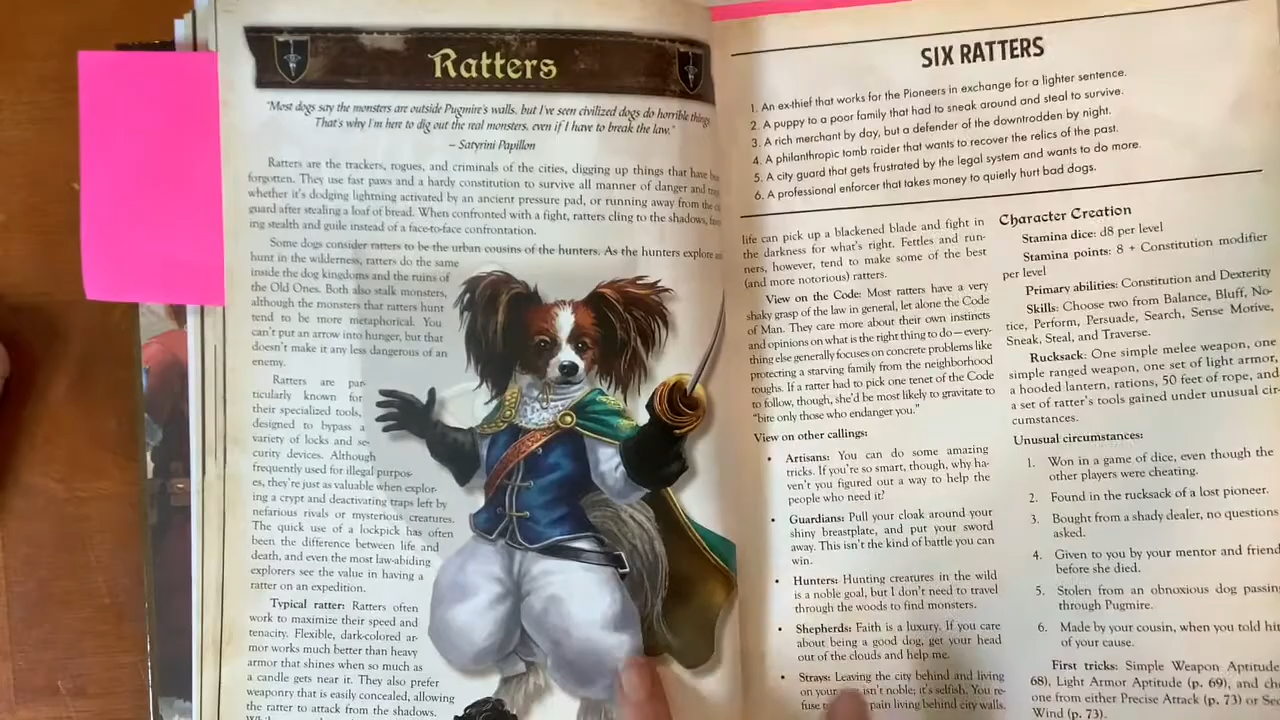 Ratters
"Most dogs say the monsters are outside Pugmire's walls, but I've seen civilized dogs do horrible things.
That's why I'm here to dig out the real monsters, even if I have to break the law."
– Satyrini Papillon
Ratters are the trackers, rogues, and criminals of the cities, digging up things that have
forgotten. They use fast paws and a hardy constitution to survive all manner of danger and
whether it's dodging lightning activated by an ancient pressure pad, or running away from the
guard after stealing a loaf of bread. When confronted with a fight, ratters cling to the shadows,
ing stealth and guile instead of a face-to-face confrontation.
Some dogs consider ratters to be the urban cousins of the hunters. As the hunters explore
hunt in the wilderness, ratters do the same
inside the dog kingdoms and the ruins of
the Old Ones. Both also stalk monsters,
although the monsters that ratters hunt
tend to be more metaphorical. You
can't put an arrow into hunger, but that
doesn't make it any less dangerous of an
enemy.
Ratters are par-
ticularly known for
their specialized tools,
designed to bypass a
variety of locks and se-
curity devices. Although
frequently used for illegal purpos-
es, they're just as valuable when explor-
ing a crypt and deactivating traps left by
nefarious rivals or mysterious creatures.
The quick use of a lockpick has often
been the difference between life and
death, and even the most law-abiding
explorers see the value in having a
ratter on an expedition.
Typical ratter: Ratters often
work to maximize their speed and
tenacity. Flexible, dark-colored ar-
mor works much better than heavy
armor that shines when so much as
a candle gets near it. They also prefer
weaponry that is easily concealed, allowing
the ratter to attack from the shadows.
SIX RATTERS
1. An ex-thief that works for the Pioneers in exchange for a lighter sentence.
2. A puppy to a poor family that had to sneak around and steal to survive.
3. A rich merchant by day, but a defender of the downtrodden by night.
4. A philanthropic tomb raider that wants to recover the relics of the past.
5. A city guard that gets frustrated by the legal system and wants to do more.
6. A professional enforcer that takes money to quietly hurt bad dogs.
life can pick up a blackened blade and fight in
the darkness for what's right. Fettles and run-
ners, however, tend to make some of the best
(and more notorious) ratters.
View on the Code: Most ratters have a very
shaky grasp of the law in general, let alone the Code
of Man. They care more about their own instincts
and opinions on what is the right thing to do—every-
thing else generally focuses on concrete problems like
protecting a starving family from the neighborhood
toughs. If a ratter had to pick one tenet of the Code
to follow, though, she'd be most likely to gravitate to
"bite only those who endanger you."
View on other callings:
• Artisans: You can do some amazing
tricks. If you're so smart, though, why ha-
ven't you figured out a way to help the
people who need it?
• Guardians: Pull your cloak around your
shiny breastplate, and put your sword
away. This isn't the kind of battle you can
win.
• Hunters: Hunting creatures in the wild
is a noble goal, but I don't need to travel
through the woods to find monsters.
• Shepherds: Faith is a luxury. If you care
about being a good dog, get your head
out of the clouds and help me.
• Strays: Leaving the city behind and living
on your isn't noble; it's selfish. You re-
fuse pain living behind city walls.
Character Creation
Stamina dice: d8 per level
Stamina points: 8 + Constitution modifier
per level
Primary abilities: Constitution and Dexterity
Skills: Choose two from Balance, Bluff, No-
tice, Perform, Persuade, Search, Sense Motive,
Sneak, Steal, and Traverse.
Rucksack: One simple melee weapon, one
simple ranged weapon, one set of light armor,
a hooded lantern, rations, 50 feet of rope, and
a set of ratter's tools gained under unusual cir-
cumstances.
Unusual circumstances:
1. Won in a game of dice, even though the
other players were cheating.
2. Found in the rucksack of a lost pioneer.
3. Bought from a shady dealer, no questions
asked.
4. Given to you by your mentor and friend
before she died.
5. Stolen from an obnoxious dog passing
through Pugmire.
6. Made by your cousin, when you told
of your cause.
First tricks: Simple Weapon Aptitude
68), Light Armor Aptitude (p. 69), and
one from either Precise Attack (p. 73) or
Wind (p. 73).